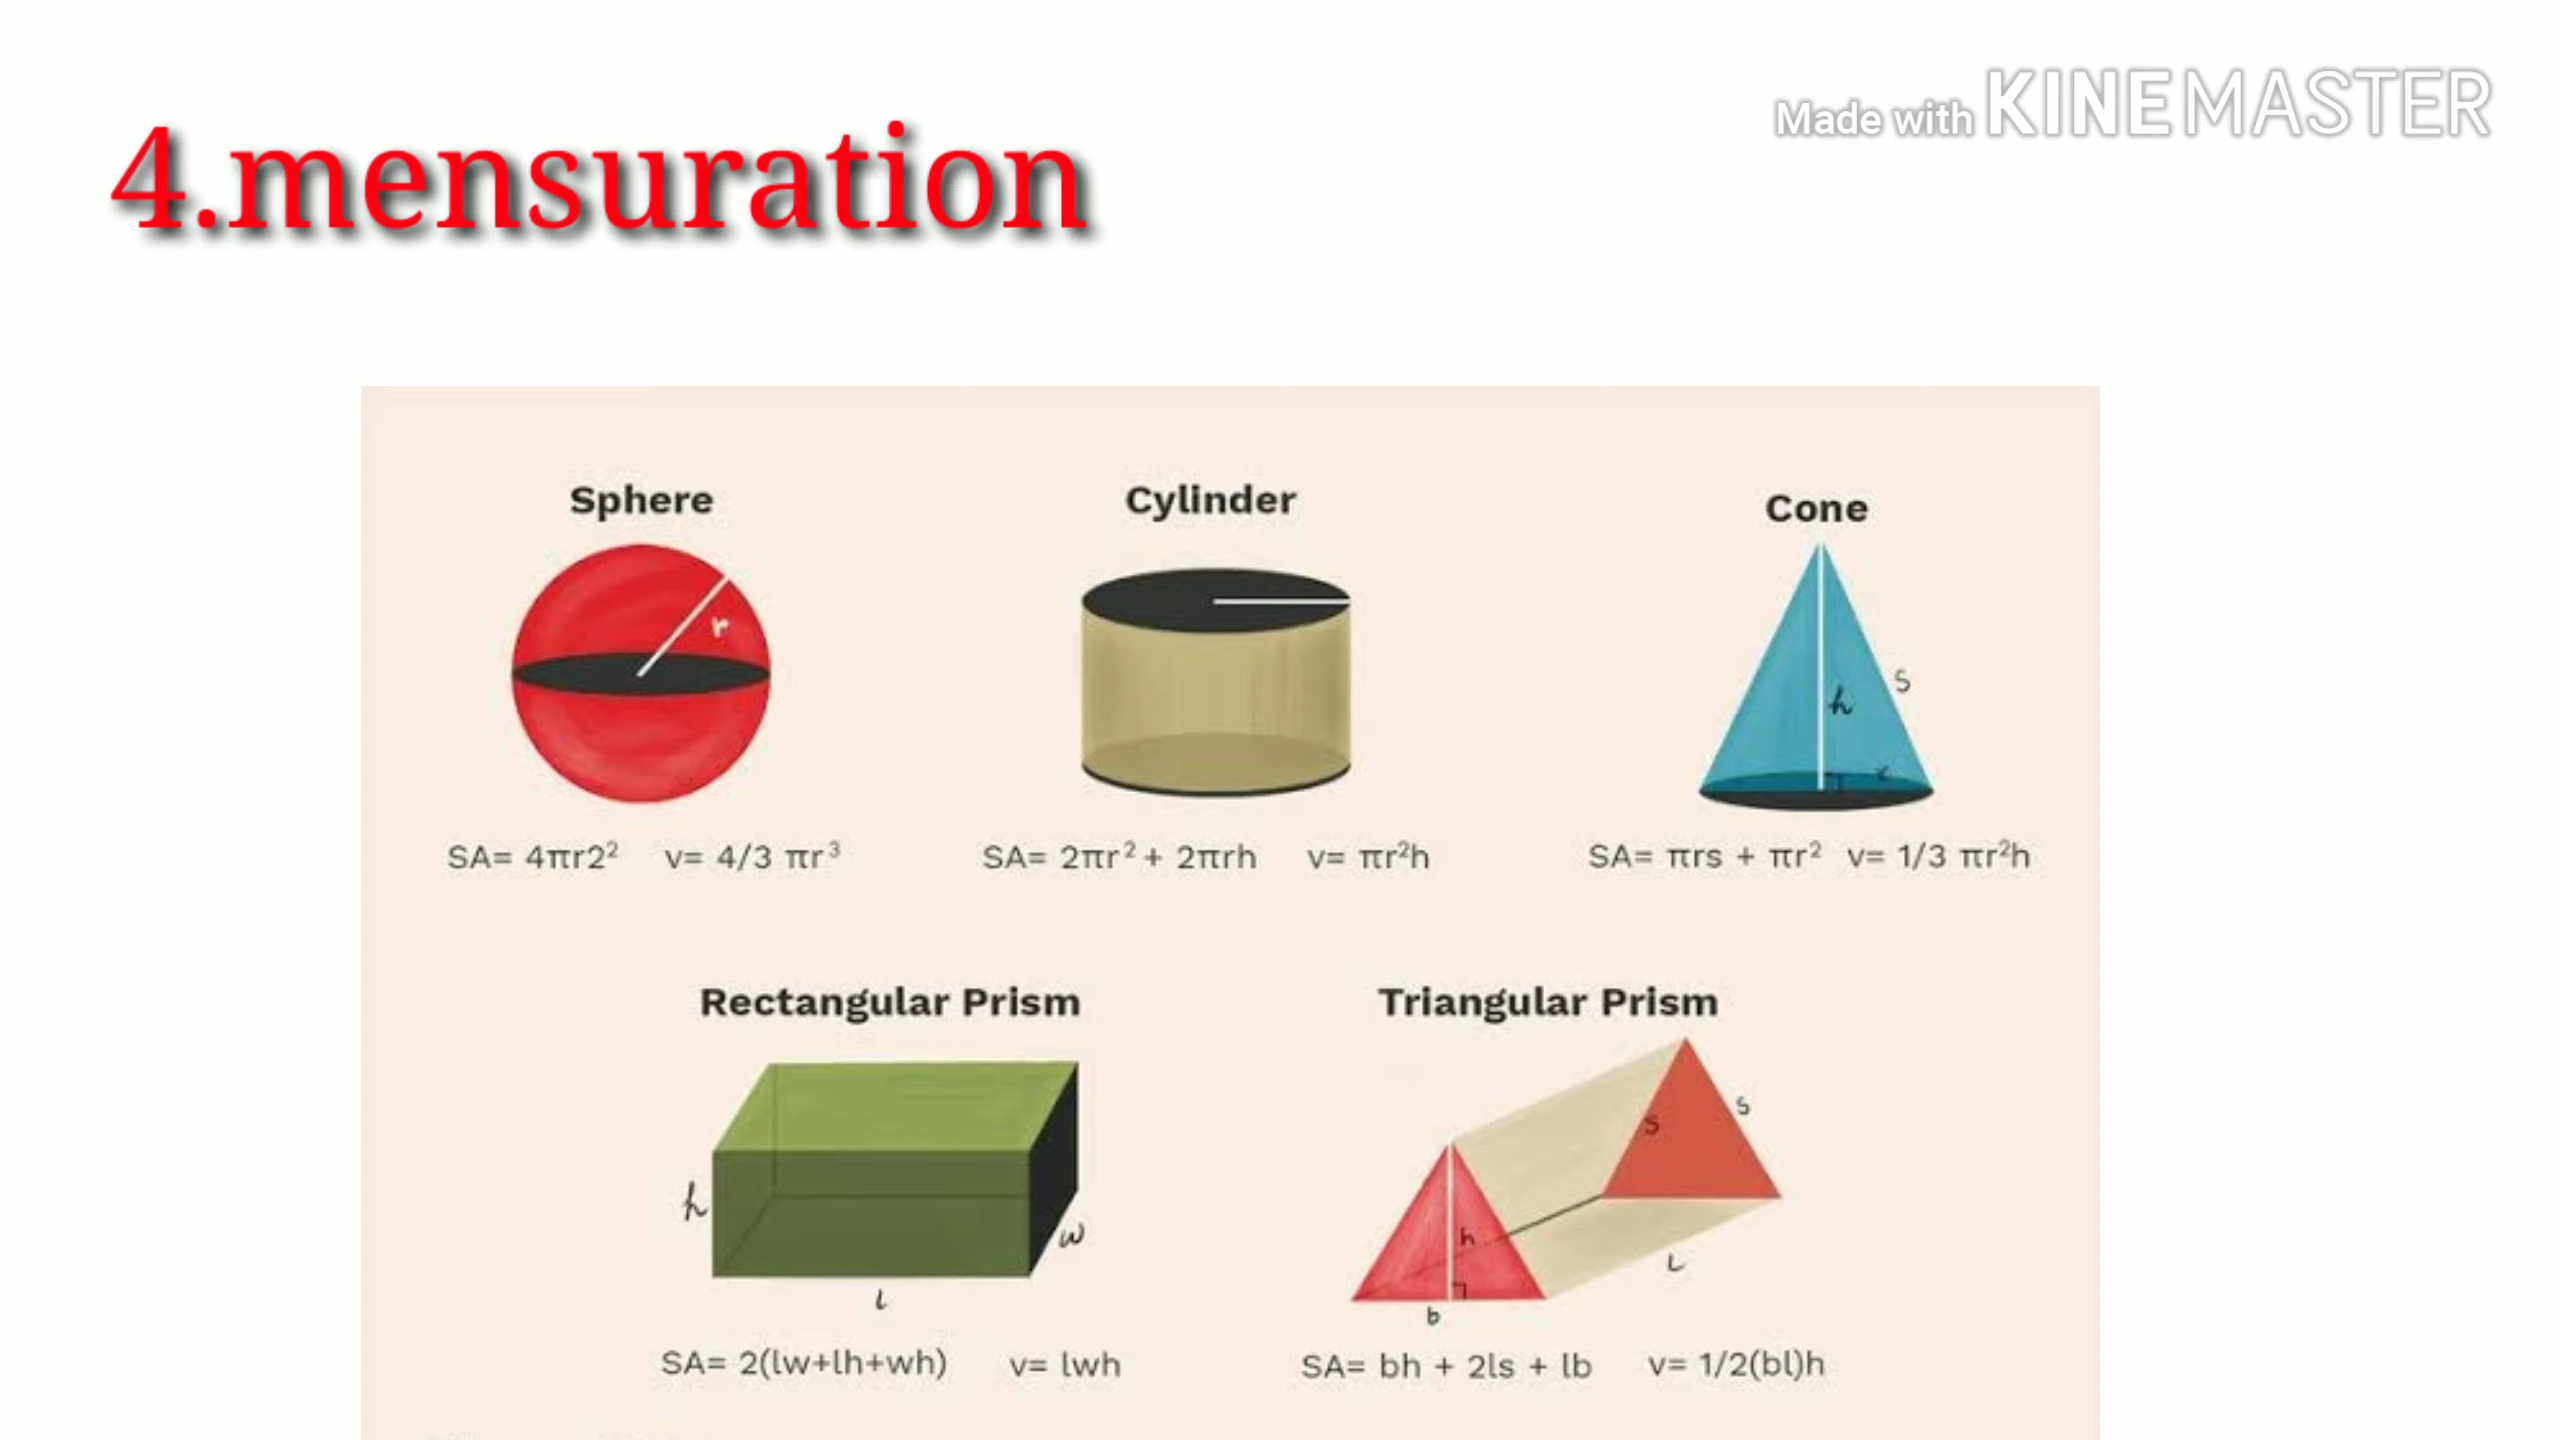 Made with KINEMASTER
4.mensuration
Sphere
Cylinder
Cone
r
h
s
r
SA= 4πr2² v= 4/3 πr³
SA= 2πr² + 2πrh v= πr²h
SA= πrs + πr² v= 1/3 πr²h
Rectangular Prism
Triangular Prism
h
w
l
s
s
h
L
b
SA= 2(lw+lh+wh) v= lwh
SA= bh + 2ls + lb v= 1/2(bl)h